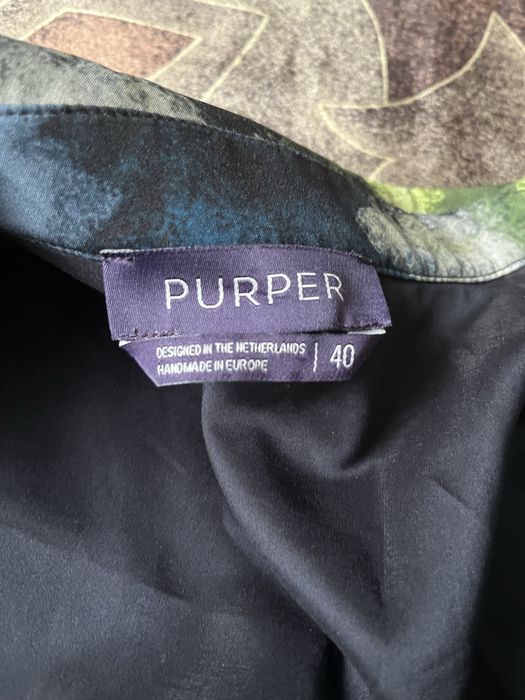 PURPER
DESIGNED IN THE NETHERLANDS
HANDMADE IN EUROPE
| 40